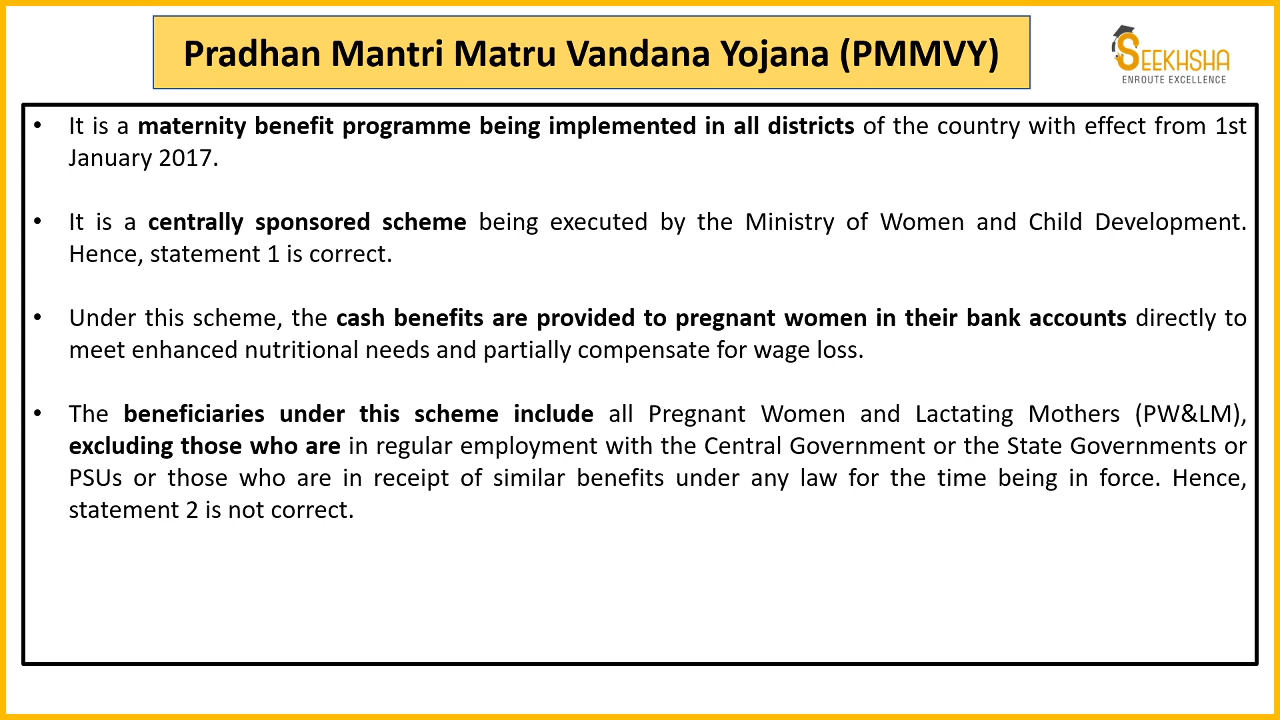 Pradhan Mantri Matru Vandana Yojana (PMMVY)
SEEKHSHA
ENROUTE EXCELLENCE
• It is a maternity benefit programme being implemented in all districts of the country with effect from 1st
January 2017.
• It is a centrally sponsored scheme being executed by the Ministry of Women and Child Development.
Hence, statement 1 is correct.
• Under this scheme, the cash benefits are provided to pregnant women in their bank accounts directly to
meet enhanced nutritional needs and partially compensate for wage loss.
• The beneficiaries under this scheme include all Pregnant Women and Lactating Mothers (PW&LM),
excluding those who are in regular employment with the Central Government or the State Governments or
PSUs or those who are in receipt of similar benefits under any law for the time being in force. Hence,
statement 2 is not correct.